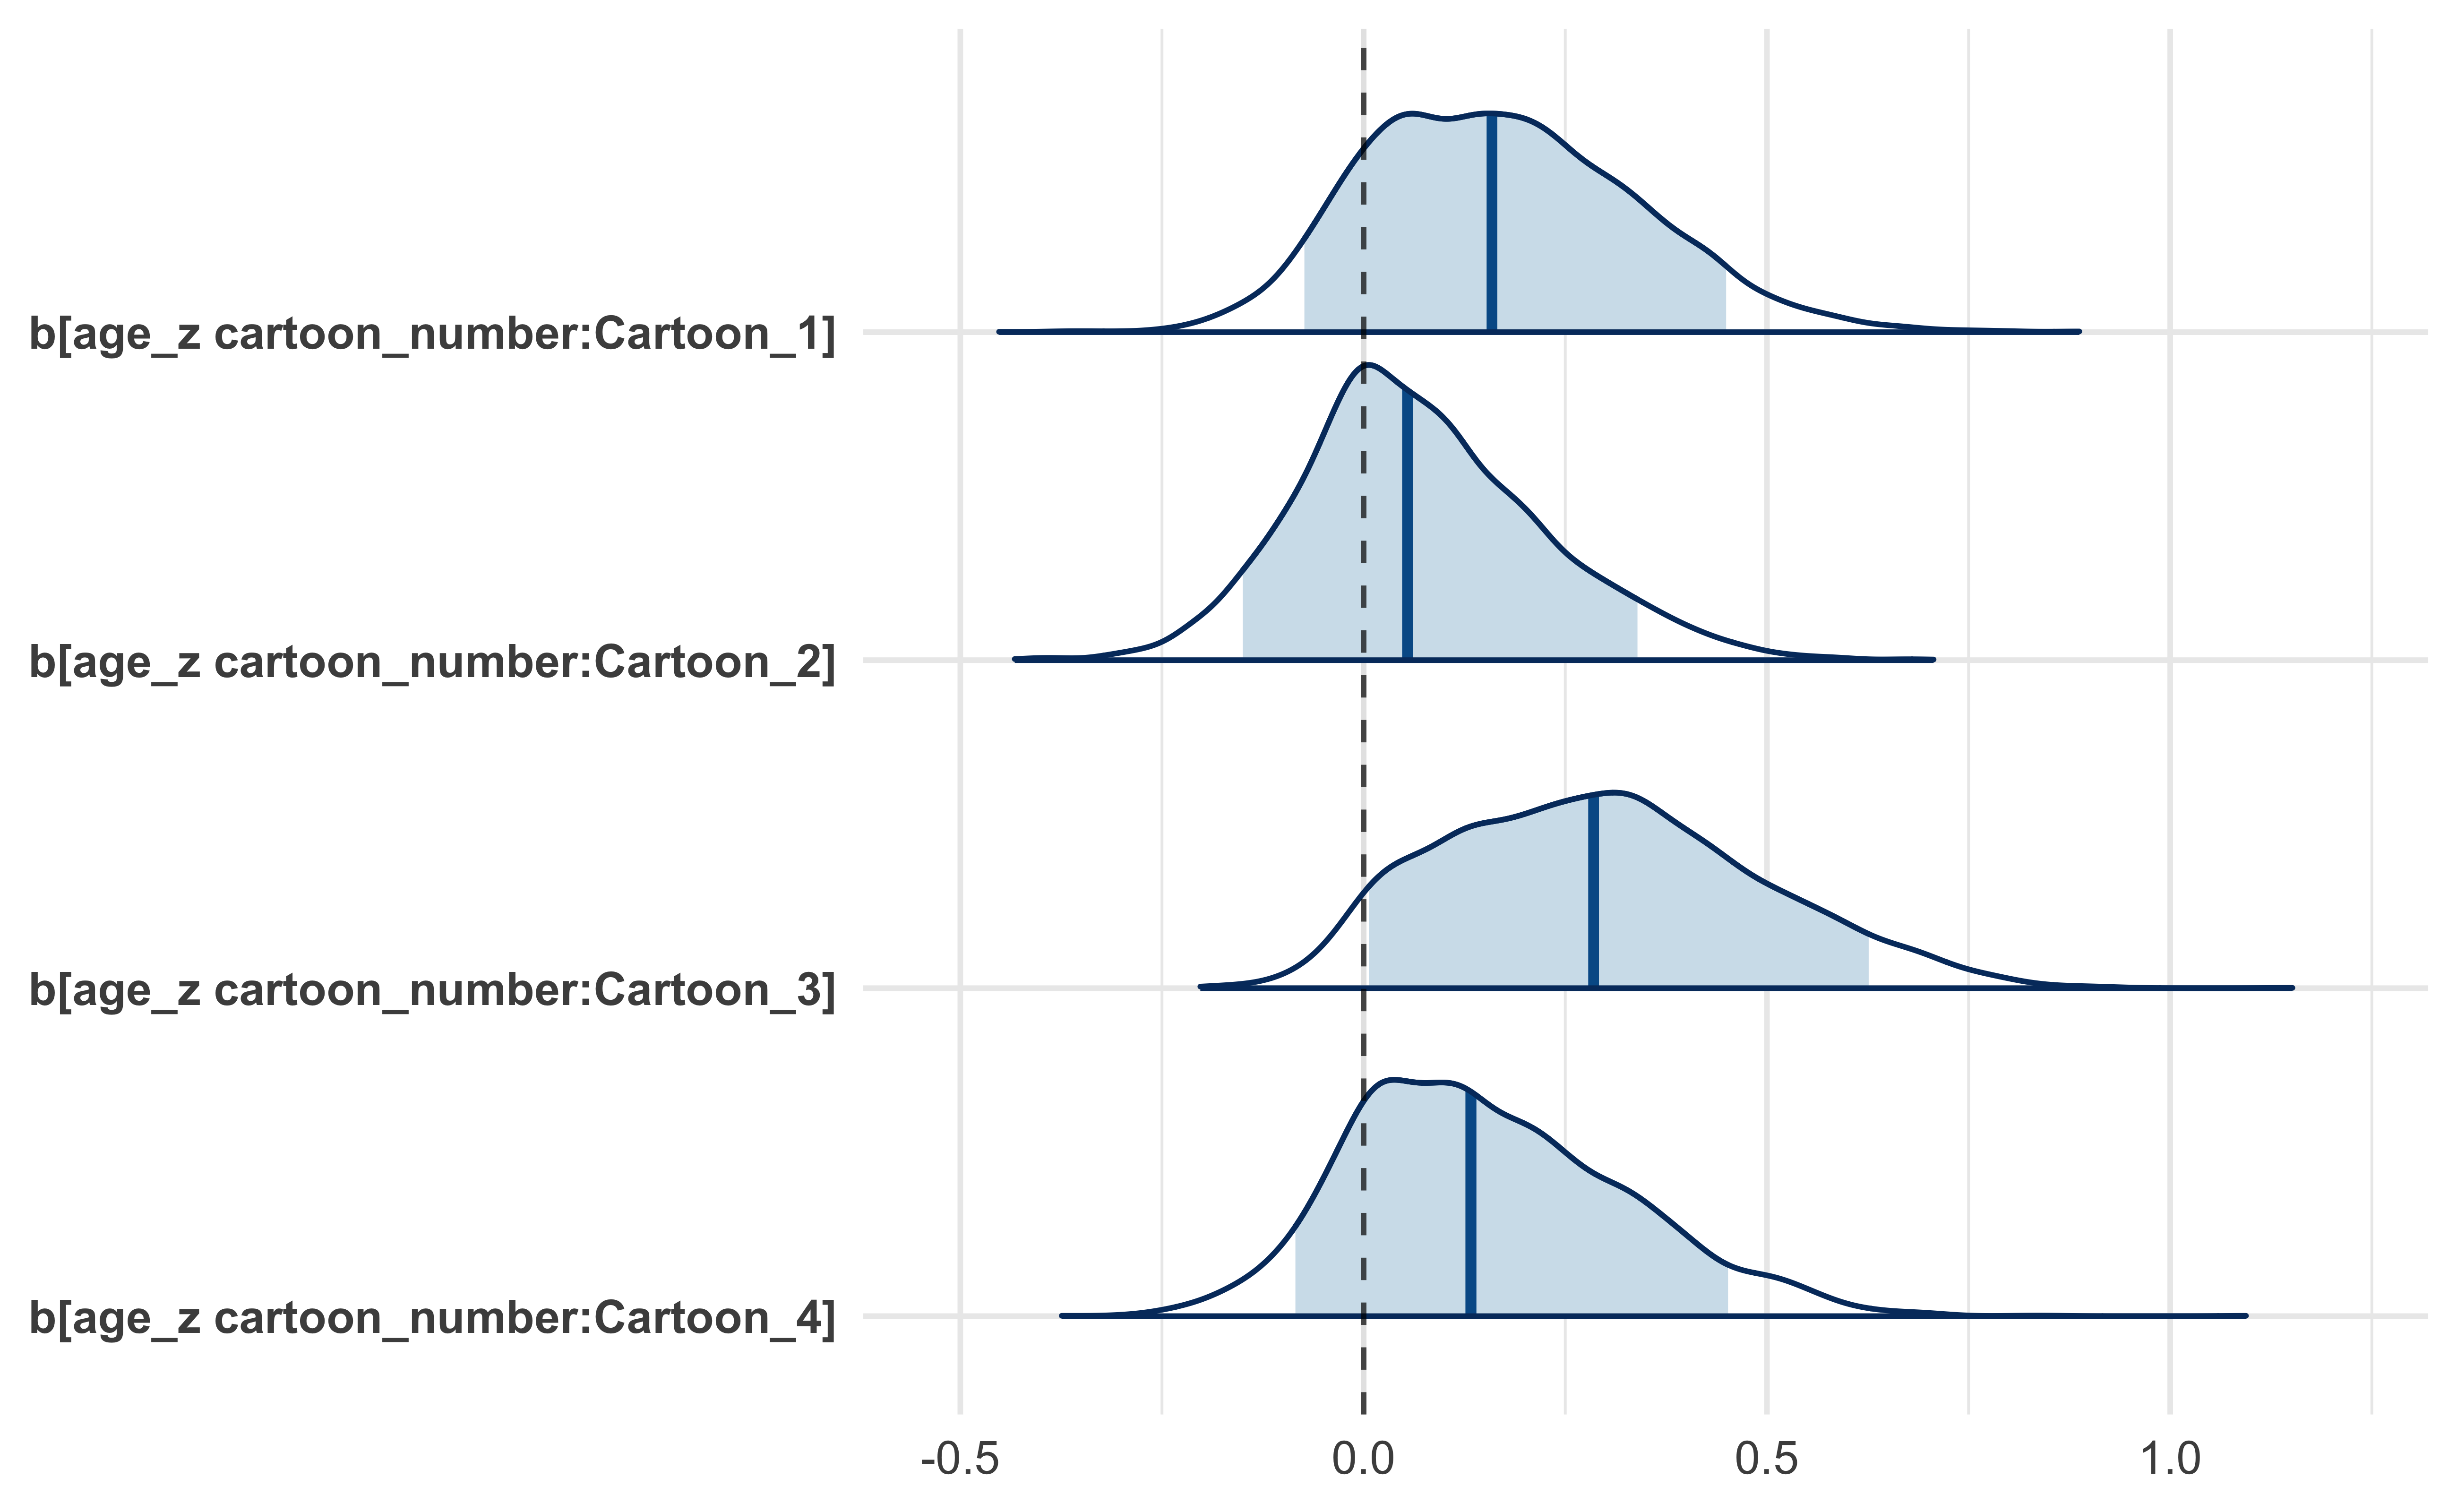 b[age_z cartoon_number:Cartoon_1]
b[age_z cartoon_number:Cartoon_2]
b[age_z cartoon_number:Cartoon_3]
b[age_z cartoon_number:Cartoon_4]
-0.5 0.0 0.5 1.0